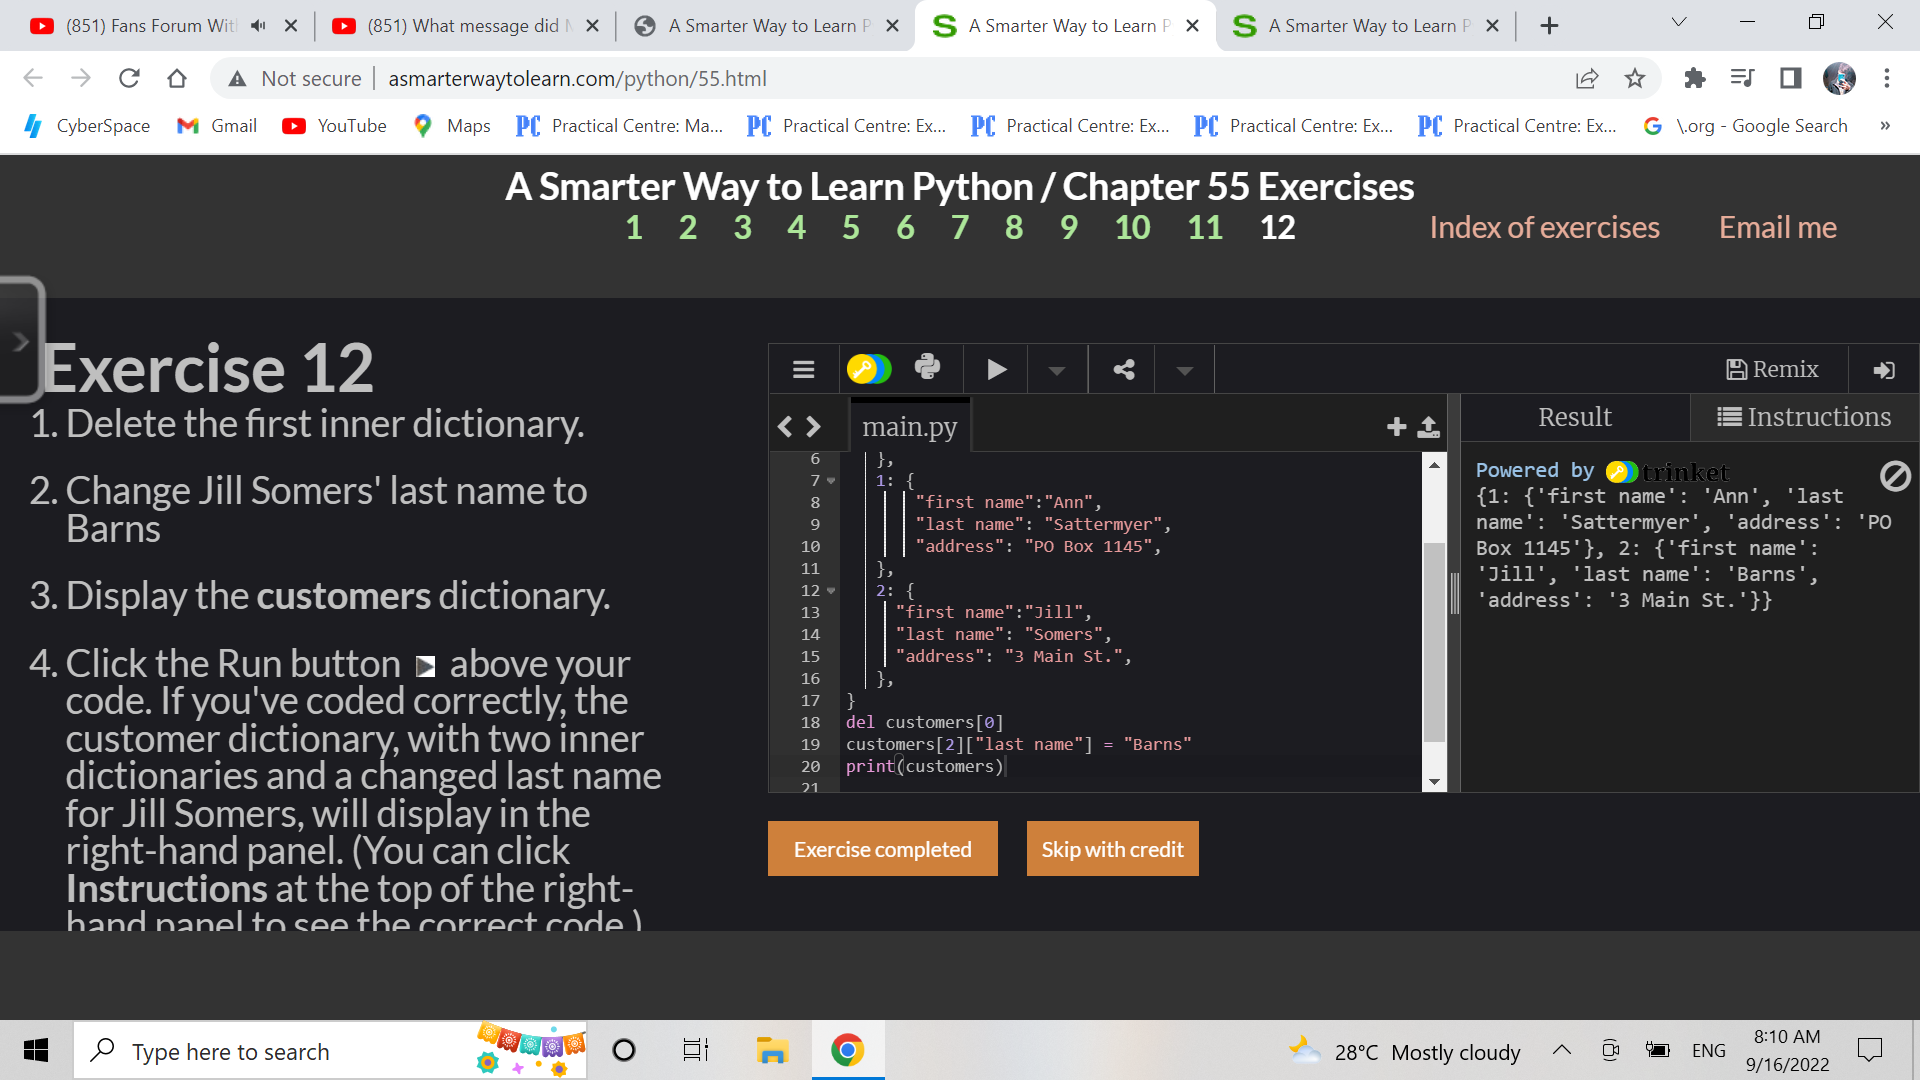 (851) Fans Forum Wit
(851) What message did
A Smarter Way to Learn P
A Smarter Way to Learn P
A Smarter Way to Learn P
Not secure
asmarterwaytolearn.com/python/55.html
CyberSpace
Gmail
YouTube
Maps
PC Practical Centre: Ma...
PC Practical Centre: Ex...
PC Practical Centre: Ex...
PC Practical Centre: Ex...
PC Practical Centre: Ex...
\.org - Google Search
»
A Smarter Way to Learn Python / Chapter 55 Exercises
1 2 3 4 5 6 7 8 9 10 11 12
Index of exercises
Email me
Exercise 12
1. Delete the first inner dictionary.
2. Change Jill Somers' last name to
Barns
3. Display the customers dictionary.
4. Click the Run button above your
code. If you've coded correctly, the
customer dictionary, with two inner
dictionaries and a changed last name
for Jill Somers, will display in the
right-hand panel. (You can click
Instructions at the top of the right-
hand panel to see the correct code.)
Remix
main.py
6 },
7 1: {
8 "first name":"Ann",
9 "last name": "Sattermyer",
10 "address": "PO Box 1145",
11 },
12 2: {
13 "first name":"Jill",
14 "last name": "Somers",
15 "address": "3 Main St.",
16 },
17 }
18 del customers[0]
19 customers[2]["last name"] = "Barns"
20 print(customers)
21
Result
Instructions
Powered by trinket
{1: {'first name': 'Ann', 'last
name': 'Sattermyer', 'address': 'PO
Box 1145'}, 2: {'first name':
'Jill', 'last name': 'Barns',
'address': '3 Main St.'}}
Exercise completed
Skip with credit
Type here to search
28°C Mostly cloudy
ENG
8:10 AM
9/16/2022